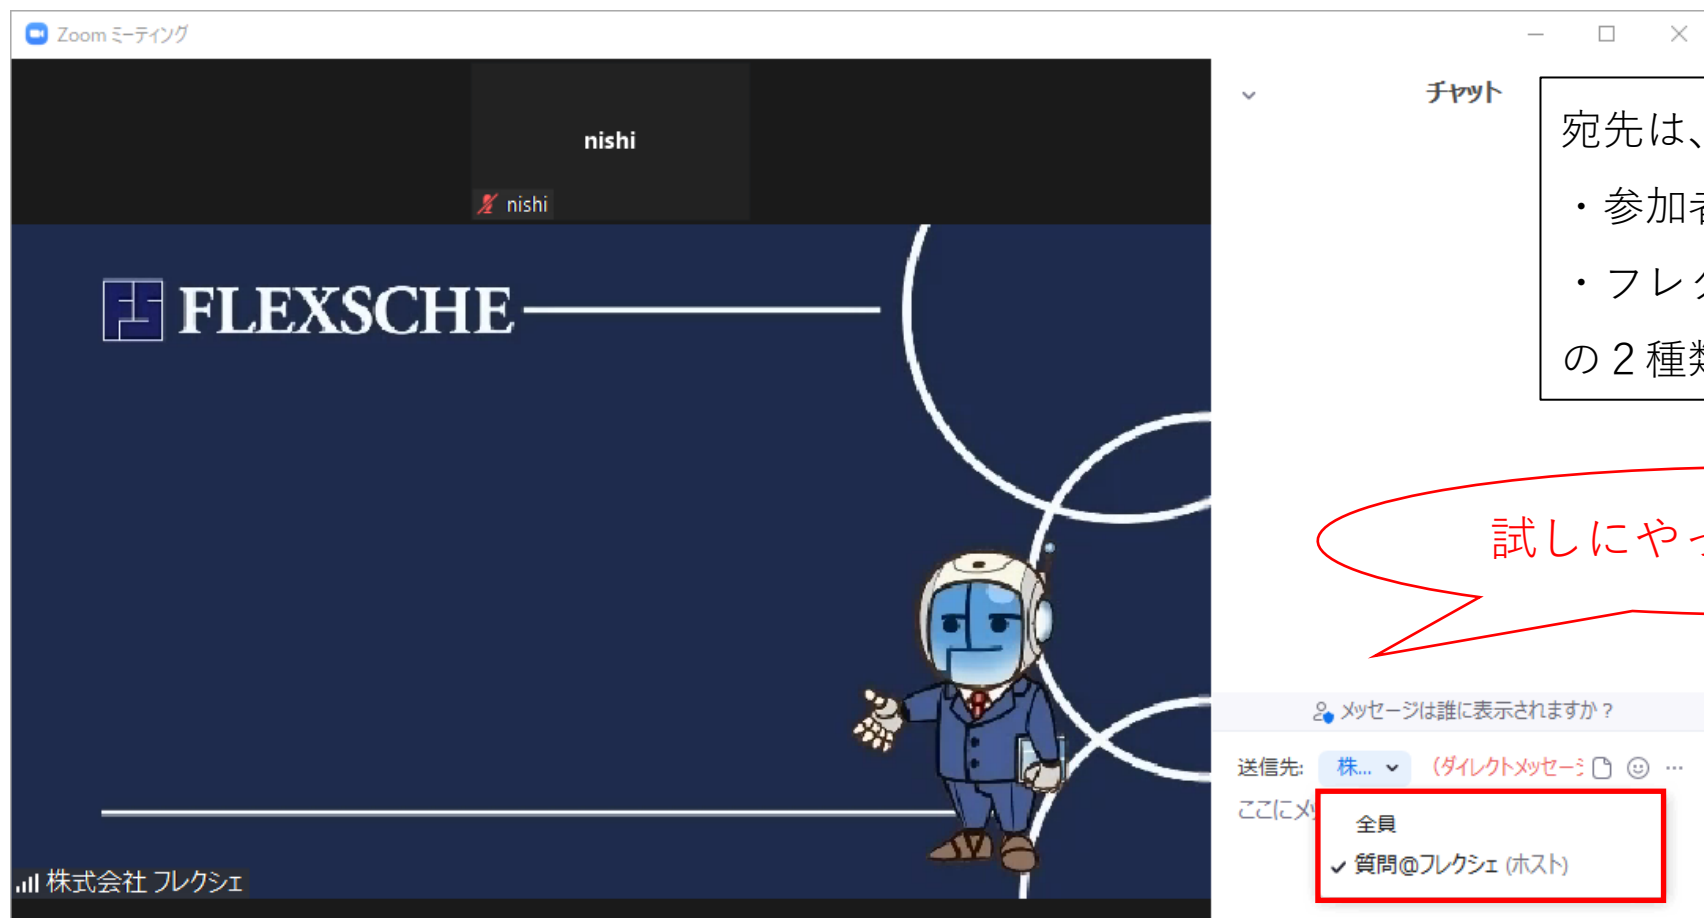 Zoom ミーティング
nishi
nishi
FLEXSCHE
株式会社 フレクシェ
チャット
宛先は、
・参加
・フレ
の２種
試しにや
メッセージは誰に表示されますか？
送信先: 株... (ダイレクトメッセー
ここにメ
全員
質問@フレクシェ (ホスト)